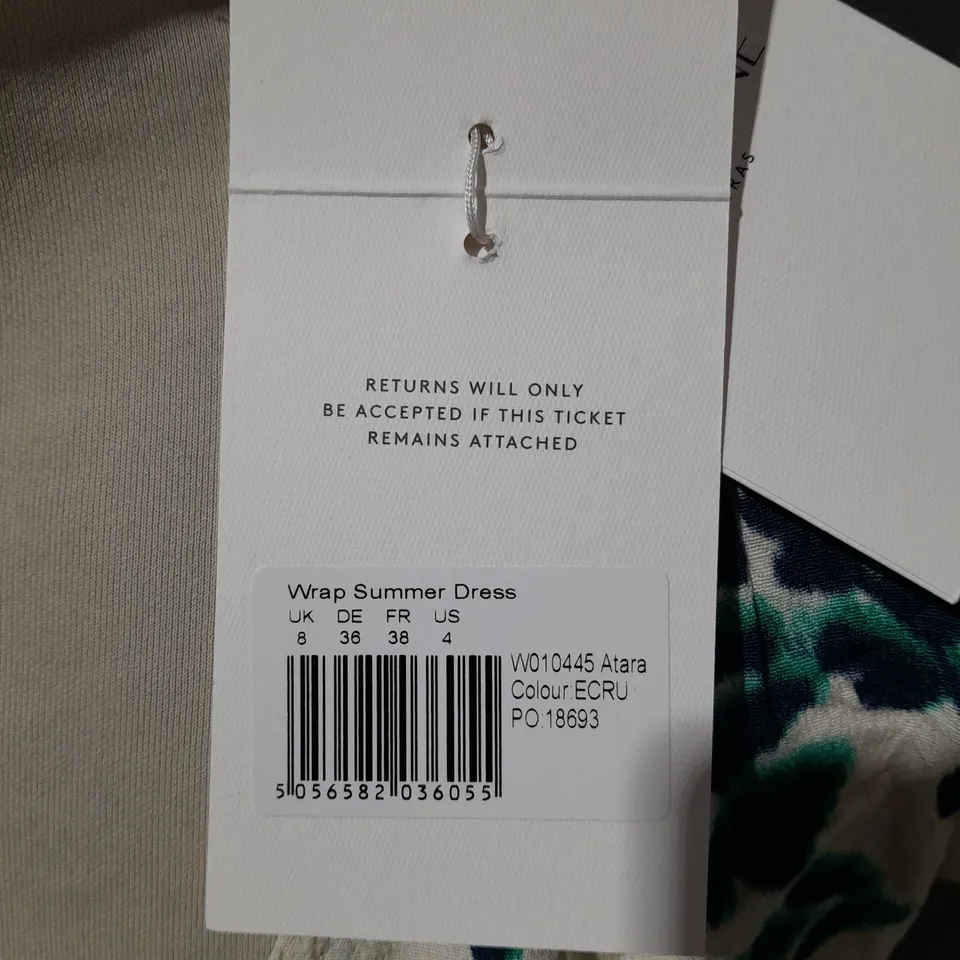 RETURNS WILL ONLY
BE ACCEPTED IF THIS TICKET
REMAINS ATTACHED
Wrap Summer Dress
UK DE FR US
8 36 38 4
W010445 Atara
Colour:ECRU
PO:18693
5 056582 036055